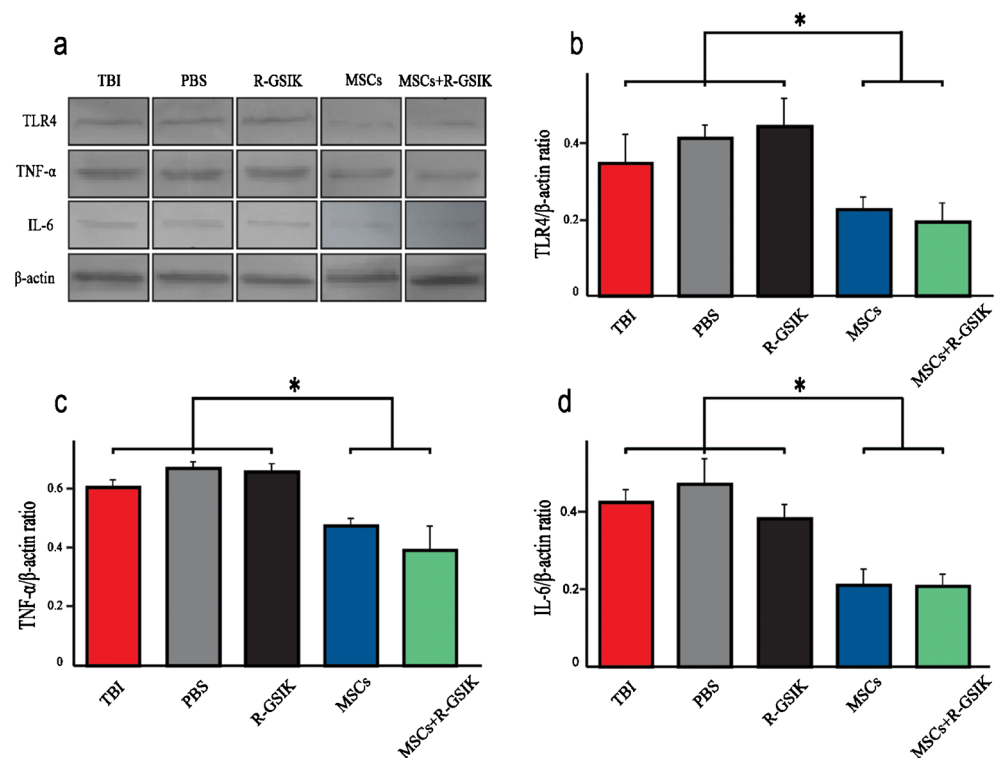 a
TBI PBS R-GSIK MSCs MSCs+R-GSIK
TLR4
TNF-α
IL-6
β-actin
b
*
TLR4/β-actin ratio
0.4
0.2
0
TBI PBS R-GSIK MSCs MSCs+R-GSIK
c
*
TNF-α/β-actin ratio
0.6
0.4
0.2
0
TBI PBS R-GSIK MSCs MSCs+R-GSIK
d
*
IL-6/β-actin ratio
0.4
0.2
0
TBI PBS R-GSIK MSCs MSCs+R-GSIK